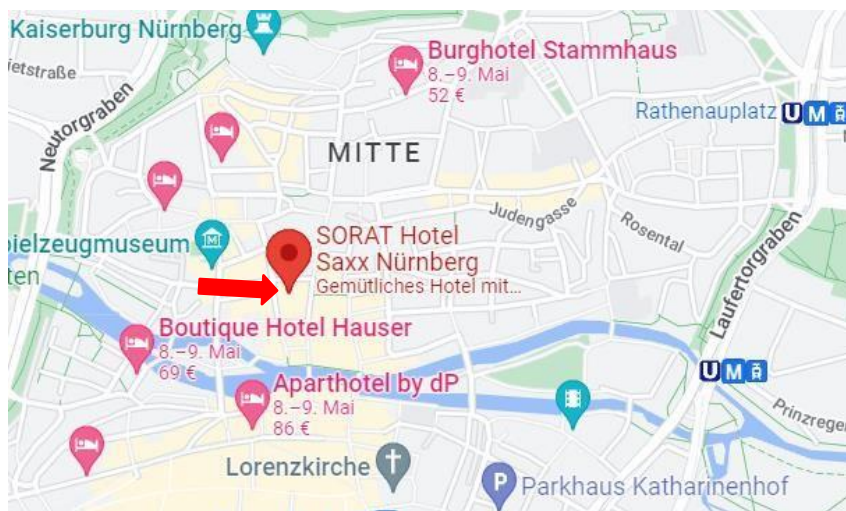 Kaiserburg Nürnberg
ietstraße
Neutorgraben
Burghotel Stammhaus
8.–9. Mai
52 €
Rathenauplatz U M
MITTE
Judengasse
Rosental
Laufertorgraben
pielzeugmuseum M
ten
SORAT Hotel
Saxx Nürnberg
Gemütliches Hotel mit...
Boutique Hotel Hauser
8.–9. Mai
69 €
U M
Aparthotel by dP
8.–9. Mai
86 €
Prinzrege
Lorenzkirche
P Parkhaus Katharinenhof